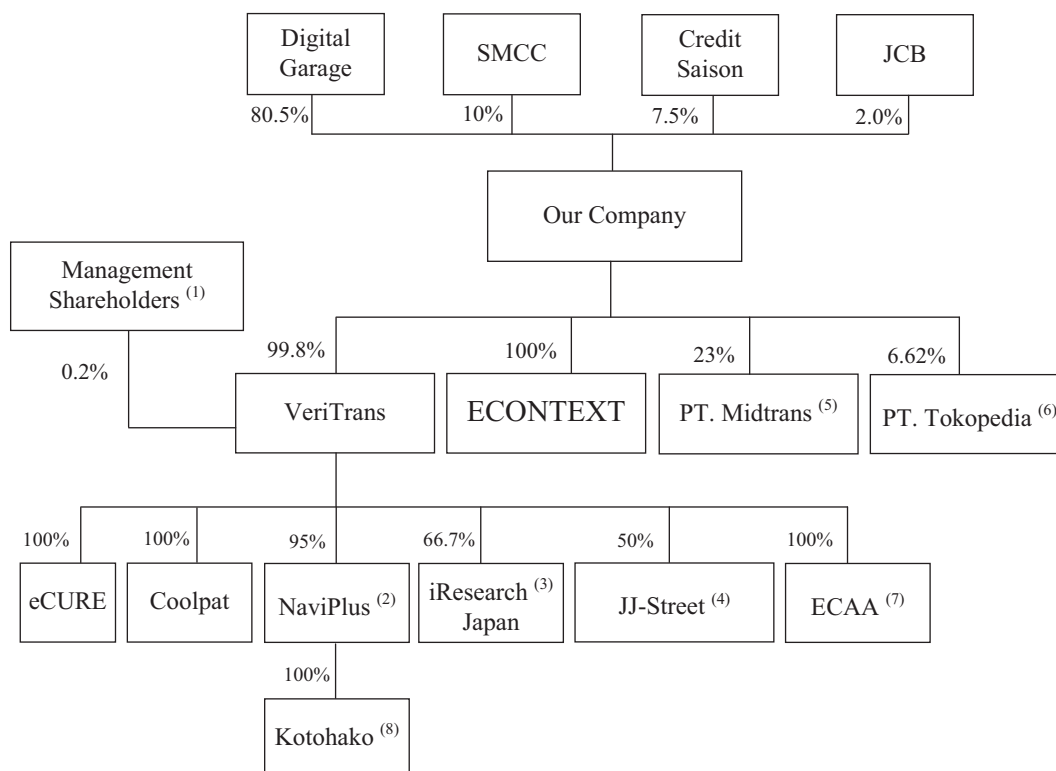 Digital
Garage
SMCC
Credit
Saison
JCB
80.5%
10%
7.5%
2.0%
Our Company
Management
Shareholders (1)
0.2%
99.8%
100%
23%
6.62%
VeriTrans
ECONTEXT
PT. Midtrans (5)
PT. Tokopedia (6)
100%
100%
95%
66.7%
50%
100%
eCURE
Coolpat
NaviPlus (2)
iResearch (3)
Japan
JJ-Street (4)
ECAA (7)
100%
Kotohako (8)